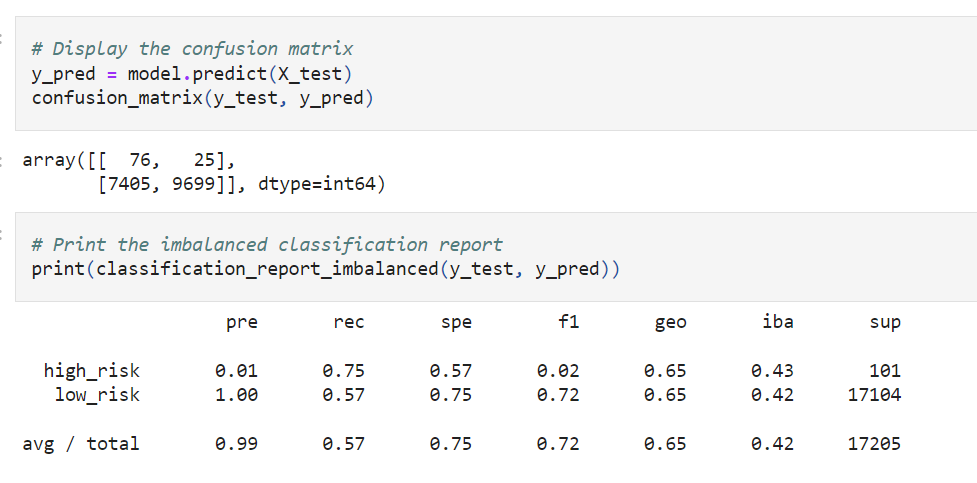 # Display the confusion matrix
y_pred = model.predict(X_test)
confusion_matrix(y_test, y_pred)
array([[  76,   25],
       [7405, 9699]], dtype=int64)
# Print the imbalanced classification report
print(classification_report_imbalanced(y_test, y_pred))
pre rec spe f1 geo iba sup
high_risk 0.01 0.75 0.57 0.02 0.65 0.43 101
low_risk 1.00 0.57 0.75 0.72 0.65 0.42 17104
avg / total 0.99 0.57 0.75 0.72 0.65 0.42 17205